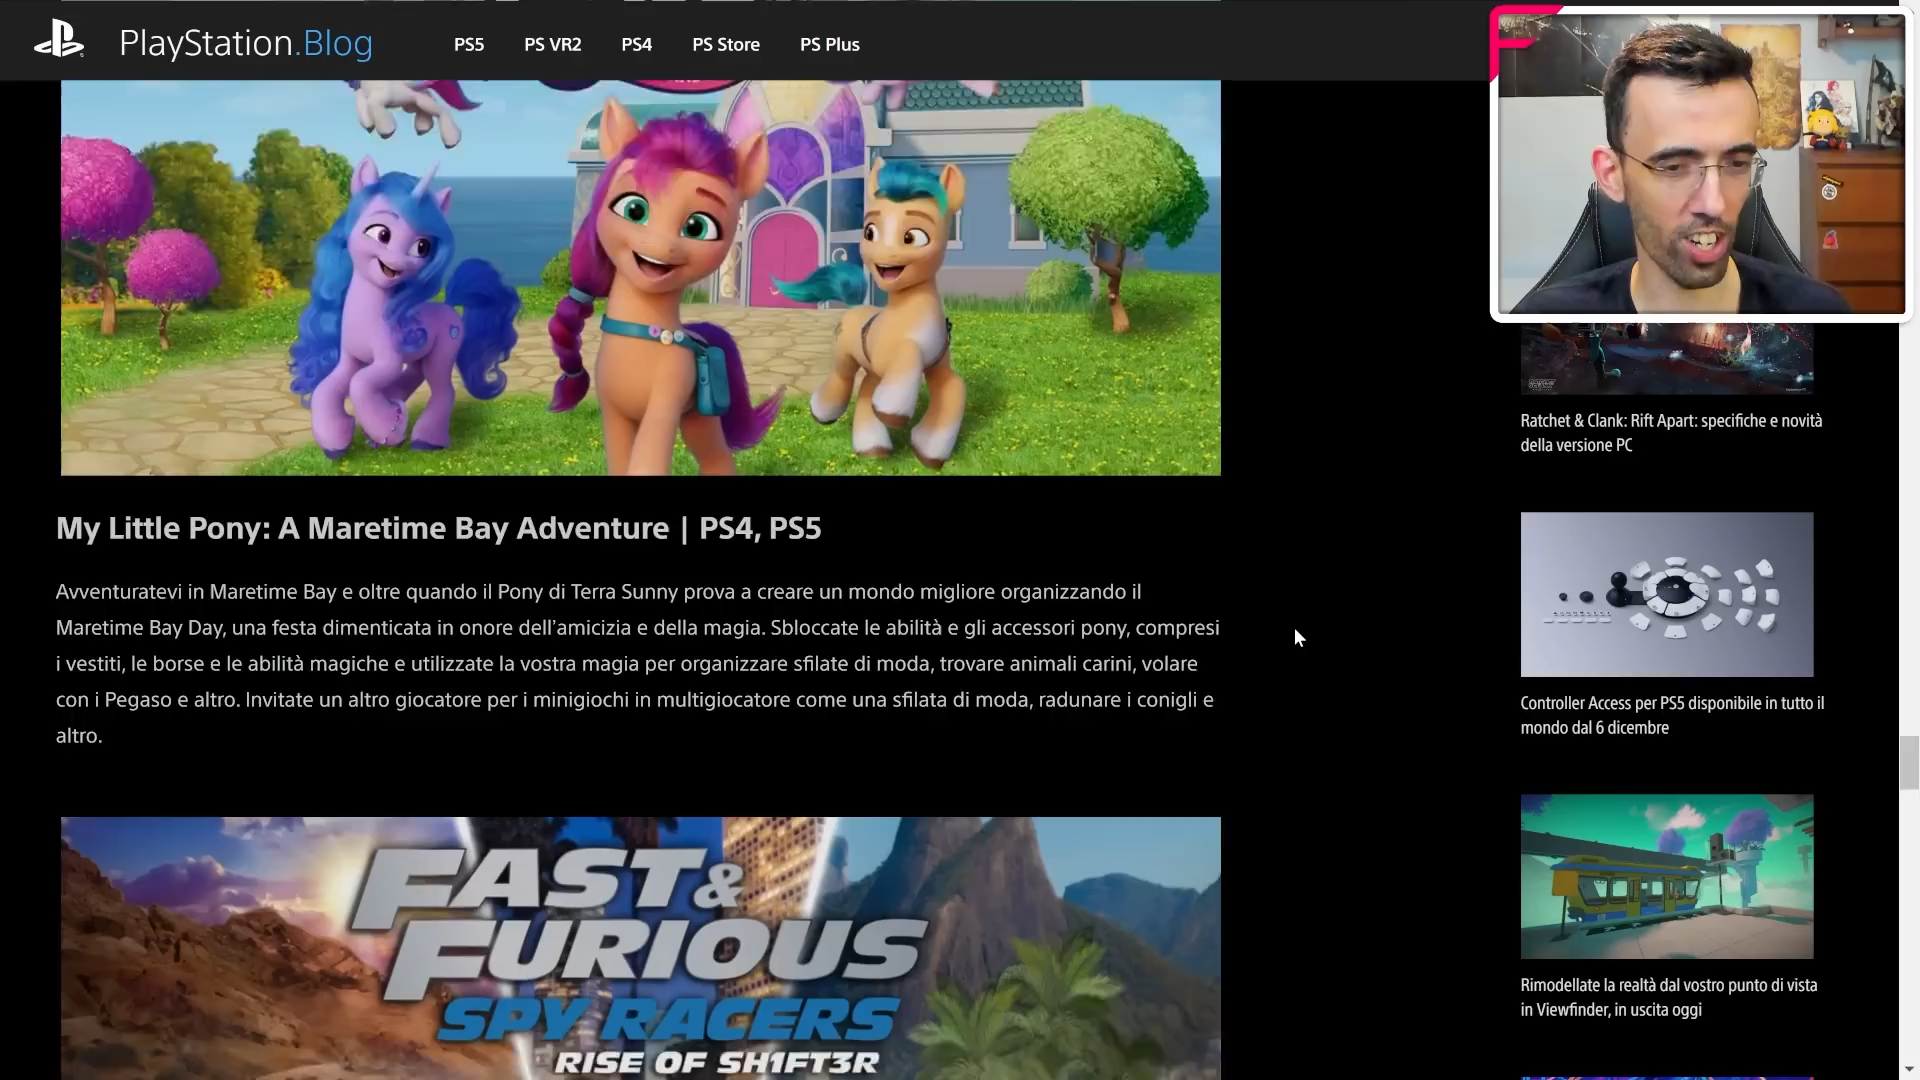 PlayStation.Blog
PS5
PS VR2
PS4
PS Store
PS Plus
My Little Pony: A Maretime Bay Adventure | PS4, PS5
Avventuratevi in Maretime Bay e oltre quando il Pony di Terra Sunny prova a creare un mondo migliore organizzando il
Maretime Bay Day, una festa dimenticata in onore dell’amicizia e della magia. Sbloccate le abilità e gli accessori pony, compresi
i vestiti, le borse e le abilità magiche e utilizzate la vostra magia per organizzare sfilate di moda, trovare animali carini, volare
con i Pegaso e altro. Invitate un altro giocatore per i minigiochi in multigiocatore come una sfilata di moda, radunare i conigli e
altro.
FAST &
FURIOUS
SPY RACERS
RISE OF SH1FT3R
Ratchet & Clank: Rift Apart: specifiche e novità
della versione PC
Controller Access per PS5 disponibile in tutto il
mondo dal 6 dicembre
Rimodellate la realtà dal vostro punto di vista
in Viewfinder, in uscita oggi